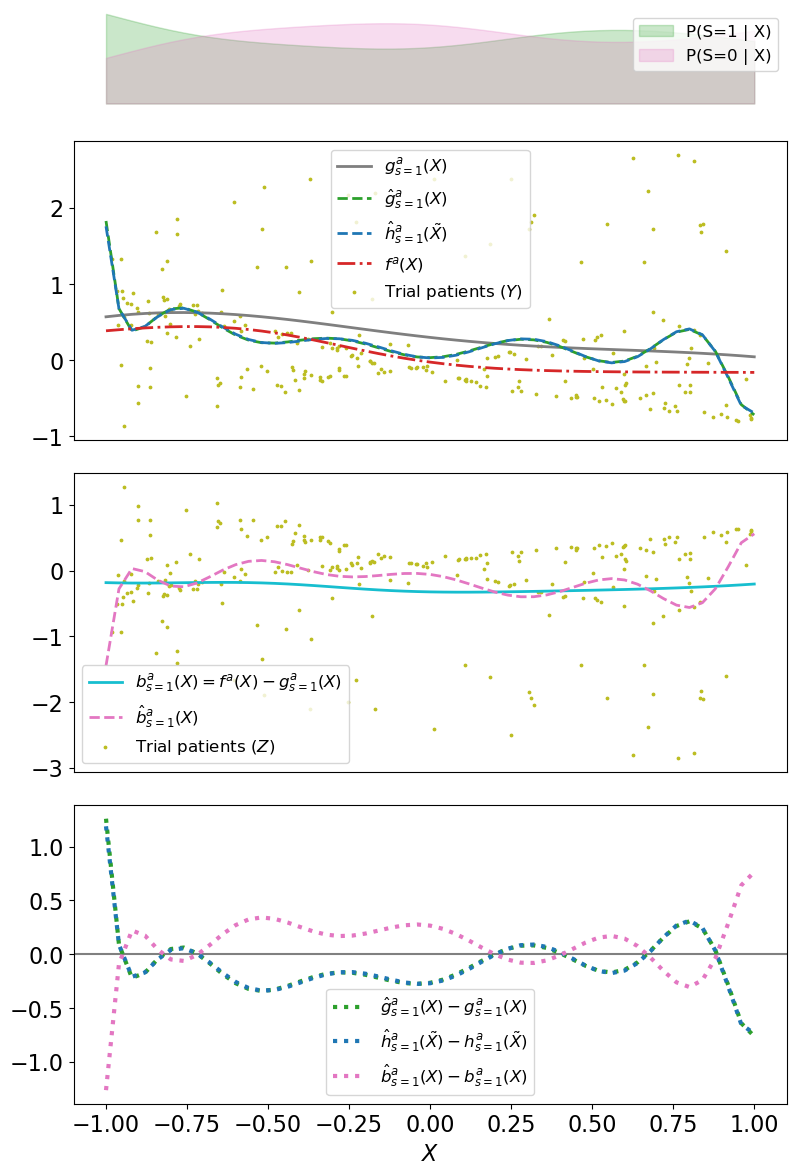 P(S=1 | X)
P(S=0 | X)
g^a_{s=1}(X)
ĝ^a_{s=1}(X)
ĥ^a_{s=1}(X̃)
f^a(X)
Trial patients (Y)
2
1
0
−1
1
0
−1
−2
−3
b^a_{s=1}(X) = f^a(X) − g^a_{s=1}(X)
b̂^a_{s=1}(X)
Trial patients (Z)
1.0
0.5
0.0
−0.5
−1.0
ĝ^a_{s=1}(X) − g^a_{s=1}(X)
ĥ^a_{s=1}(X̃) − h^a_{s=1}(X̃)
b̂^a_{s=1}(X) − b^a_{s=1}(X)
−1.00 −0.75 −0.50 −0.25 0.00 0.25 0.50 0.75 1.00
X